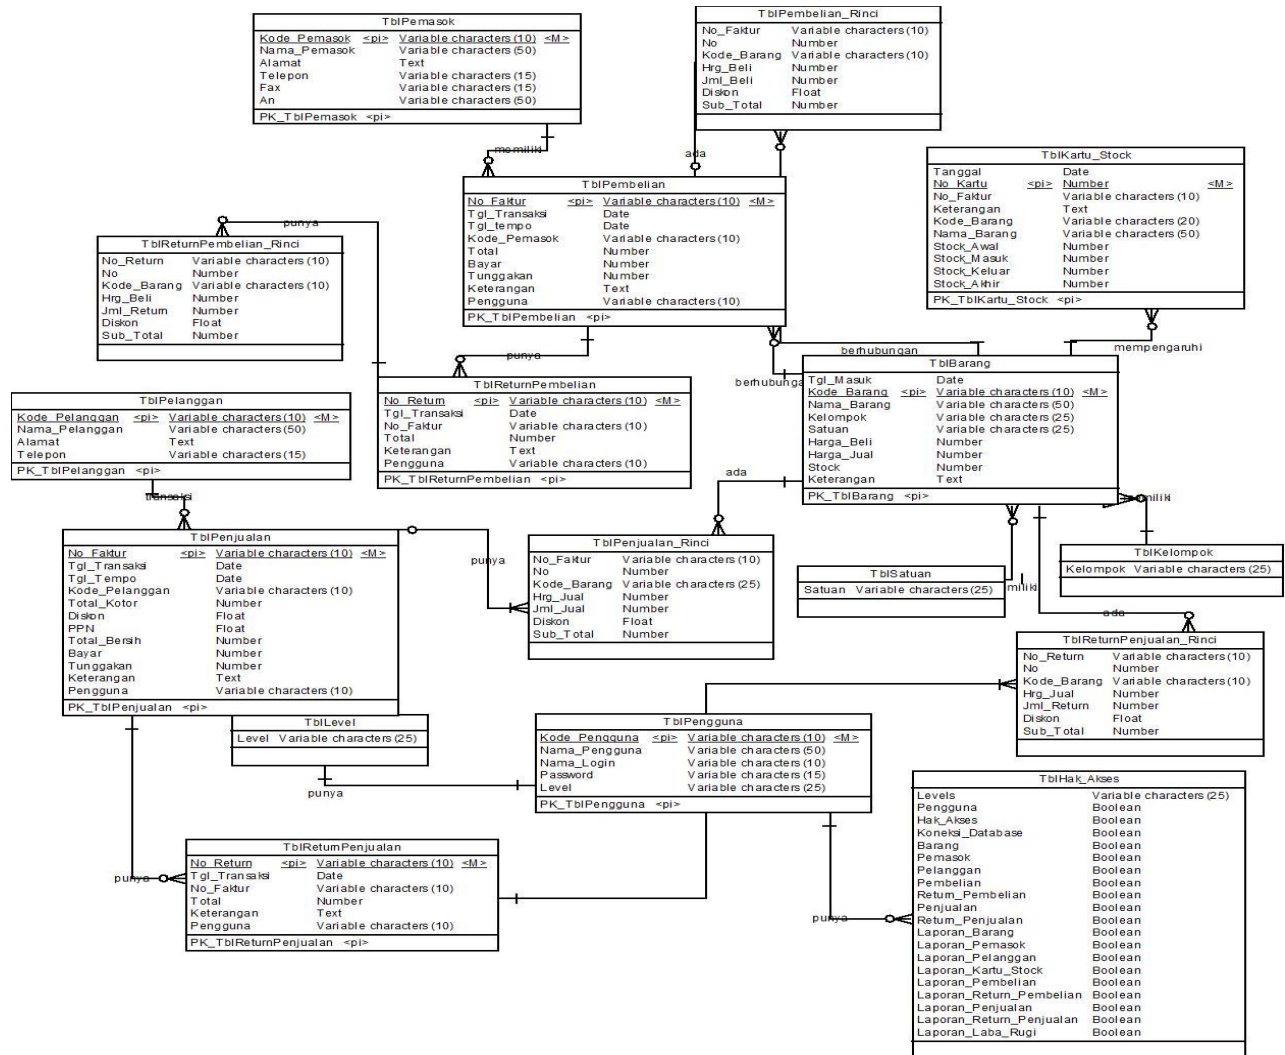 TblPemasok
Kode_Pemasok <pi> Variable characters (10) <M>
Nama_Pemasok Variable characters (50)
Alamat Text
Telepon Variable characters (15)
Fax Variable characters (15)
An Variable characters (50)
PK_TblPemasok <pi>
TblPembelian_Rinci
No_Faktur Variable characters (10)
No Number
Kode_Barang Variable characters (10)
Hrg_Beli Number
Jml_Beli Number
Diskon Float
Sub_Total Number
memiliki
ada
TblKartu_Stock
Tanggal Date
No_Kartu <pi> Number <M>
No_Faktur Variable characters (10)
Keterangan Text
Kode_Barang Variable characters (20)
Nama_Barang Variable characters (50)
Stock_Awal Number
Stock_Masuk Number
Stock_Keluar Number
Stock_Akhir Number
PK_TblKartu_Stock <pi>
TblPembelian
No_Faktur <pi> Variable characters (10) <M>
Tgl_Transaksi Date
Tgl_tempo Date
Kode_Pemasok Variable characters (10)
Total Number
Bayar Number
Tunggakan Number
Keterangan Text
Pengguna Variable characters (10)
PK_TblPembelian <pi>
punya
TblReturnPembelian_Rinci
No_Return Variable characters (10)
No Number
Kode_Barang Variable characters (10)
Hrg_Beli Number
Jml_Return Number
Diskon Float
Sub_Total Number
punya
berhubungan
mempengaruhi
berhubungan
TblBarang
Tgl_Masuk Date
Kode_Barang <pi> Variable characters (10) <M>
Nama_Barang Variable characters (50)
Kelompok Variable characters (25)
Satuan Variable characters (25)
Harga_Beli Number
Harga_Jual Number
Stock Number
Keterangan Text
PK_TblBarang <pi>
TblReturnPembelian
No_Return <pi> Variable characters (10) <M>
Tgl_Transaksi Date
No_Faktur Variable characters (10)
Total Number
Keterangan Text
Pengguna Variable characters (10)
PK_TblReturnPembelian <pi>
TblPelanggan
Kode_Pelanggan <pi> Variable characters (10) <M>
Nama_Pelanggan Variable characters (50)
Alamat Text
Telepon Variable characters (15)
PK_TblPelanggan <pi>
transaksi
ada
miliki
TblPenjualan
No_Faktur <pi> Variable characters (10) <M>
Tgl_Transaksi Date
Tgl_Tempo Date
Kode_Pelanggan Variable characters (10)
Total_Kotor Number
Diskon Float
PPN Float
Total_Bersih Number
Bayar Number
Tunggakan Number
Keterangan Text
Pengguna Variable characters (10)
PK_TblPenjualan <pi>
punya
TblPenjualan_Rinci
No_Faktur Variable characters (10)
No Number
Kode_Barang Variable characters (25)
Hrg_Jual Number
Jml_Jual Number
Diskon Float
Sub_Total Number
TblKelompok
Kelompok Variable characters (25)
TblSatuan
Satuan Variable characters (25)
miliki
ada
TblReturnPenjualan_Rinci
No_Return Variable characters (10)
No Number
Kode_Barang Variable characters (10)
Hrg_Jual Number
Jml_Return Number
Diskon Float
Sub_Total Number
TblLevel
Level Variable characters (25)
punya
TblPengguna
Kode_Pengguna <pi> Variable characters (10) <M>
Nama_Pengguna Variable characters (50)
Nama_Login Variable characters (10)
Password Variable characters (15)
Level Variable characters (25)
PK_TblPengguna <pi>
TblHak_Akses
Levels Variable characters (25)
Pengguna Boolean
Hak_Akses Boolean
Koneksi_Database Boolean
Barang Boolean
Pemasok Boolean
Pelanggan Boolean
Pembelian Boolean
Return_Pembelian Boolean
Penjualan Boolean
Return_Penjualan Boolean
Laporan_Barang Boolean
Laporan_Pemasok Boolean
Laporan_Pelanggan Boolean
Laporan_Kartu_Stock Boolean
Laporan_Pembelian Boolean
Laporan_Return_Pembelian Boolean
Laporan_Penjualan Boolean
Laporan_Return_Penjualan Boolean
Laporan_Laba_Rugi Boolean
punya
punya
TblReturnPenjualan
No_Return <pi> Variable characters (10) <M>
Tgl_Transaksi Date
No_Faktur Variable characters (10)
Total Number
Keterangan Text
Pengguna Variable characters (10)
PK_TblReturnPenjualan <pi>